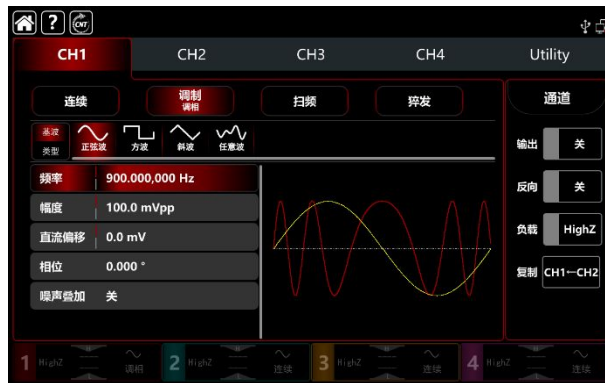 ? CNT
CH1 CH2 CH3 CH4 Utility
连续 调制 扫频 猝发 通道
调相
基波
类型 正弦波 方波 斜波 任意波
输出 关
频率 900.000,000 Hz
反向 关
幅度 100.0 mVpp
直流偏移 0.0 mV
负载 HighZ
相位 0.000 °
复制 CH1←CH2
噪声叠加 关
1 HighZ 调相 2 HighZ 连续 3 HighZ 连续 4 HighZ 连续